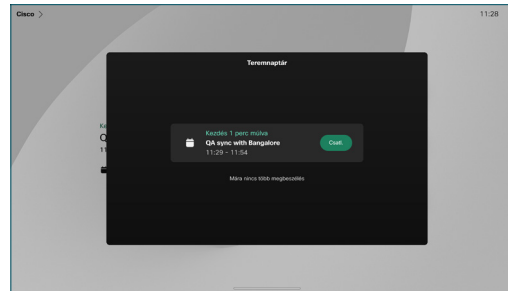 Cisco
11:28
Teremnaptár
Kezdés 1 perc múlva
QA sync with Bangalore
11:29 - 11:54
Csatl.
Mára nincs több megbeszélés